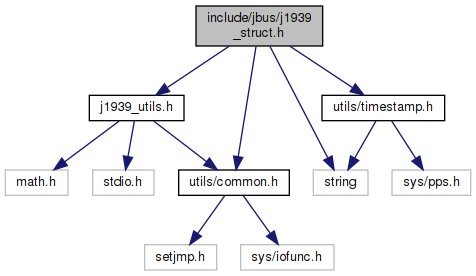 include/jbus/j1939
_struct.h
j1939_utils.h
utils/timestamp.h
math.h
stdio.h
utils/common.h
string
sys/pps.h
setjmp.h
sys/iofunc.h